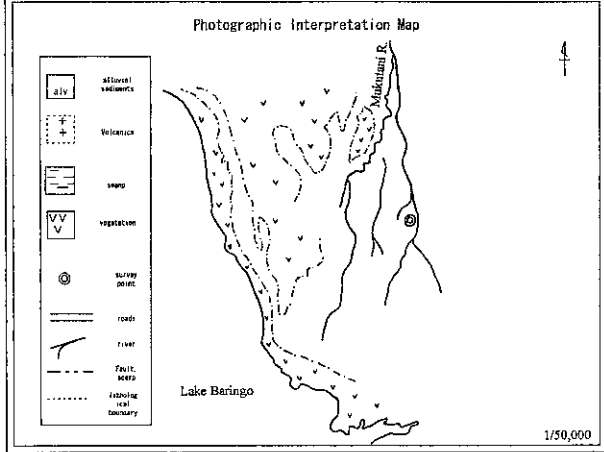 Photographic Interpretation Map
alluvial
sediments
alv
Volcanics
swamp
vegetation
survey
point
roads
river
Fault,
scarp
boundary
Mukutani R.
Lake Baringo
1/50,000